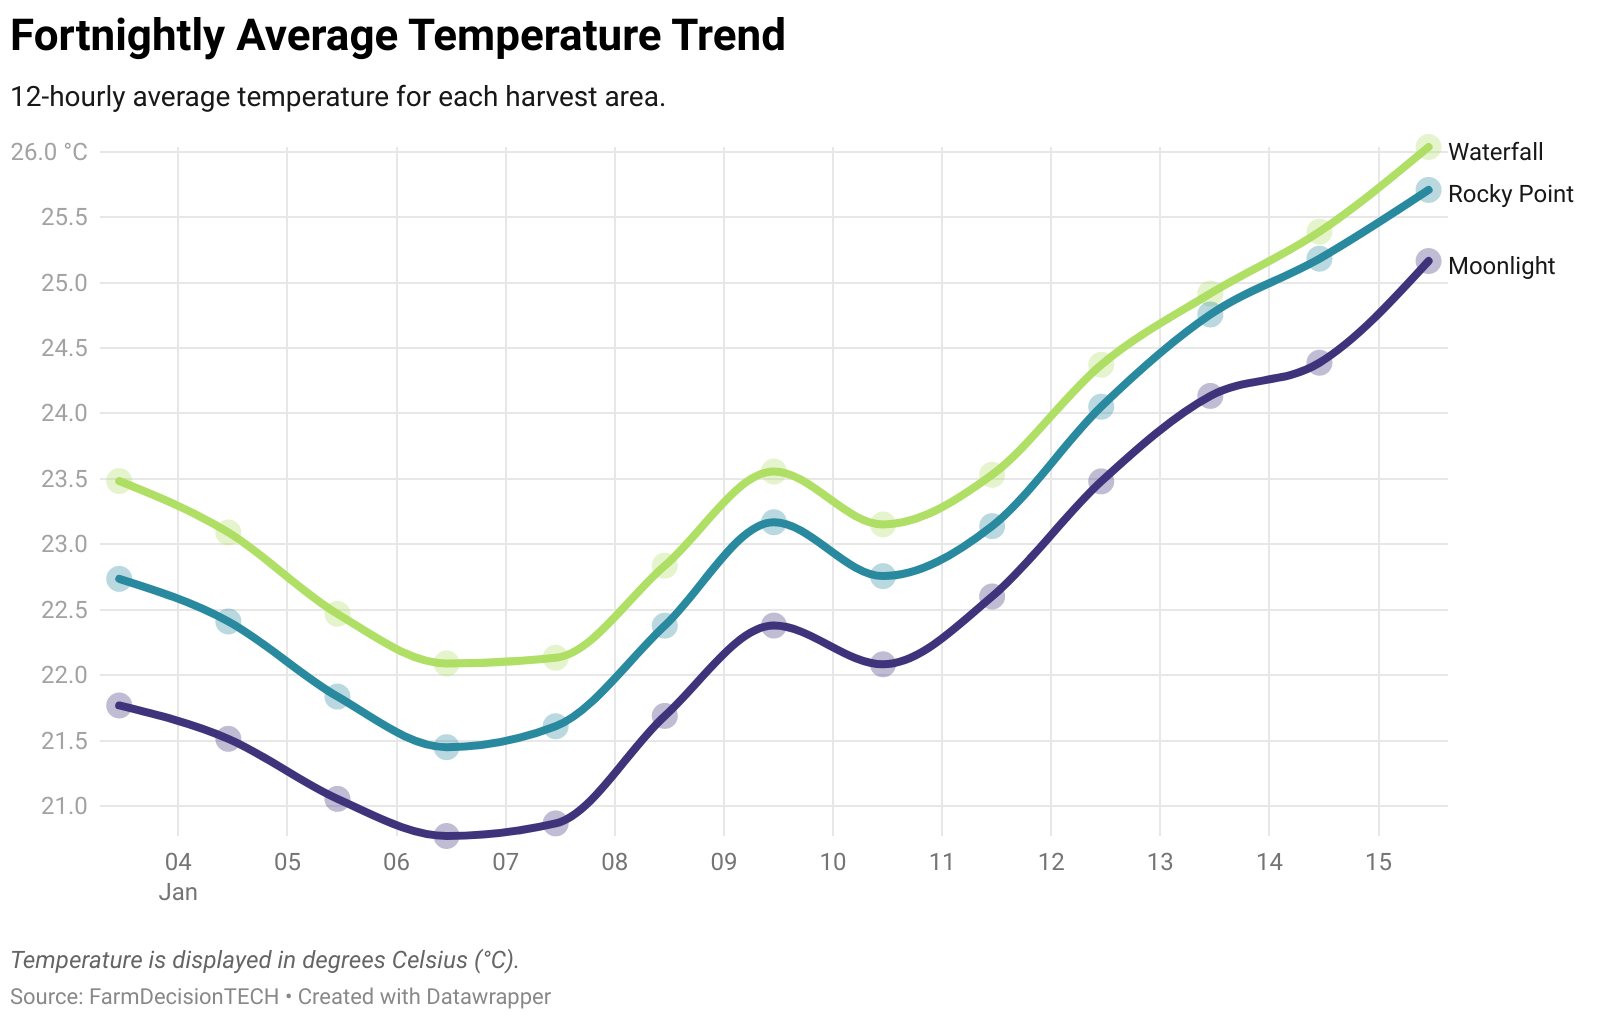 Fortnightly Average Temperature Trend
12-hourly average temperature for each harvest area.
26.0 °C
25.5
25.0
24.5
24.0
23.5
23.0
22.5
22.0
21.5
21.0
Waterfall
Rocky Point
Moonlight
04 05 06 07 08 09 10 11 12 13 14 15
Jan
Temperature is displayed in degrees Celsius (°C).
Source: FarmDecisionTECH • Created with Datawrapper